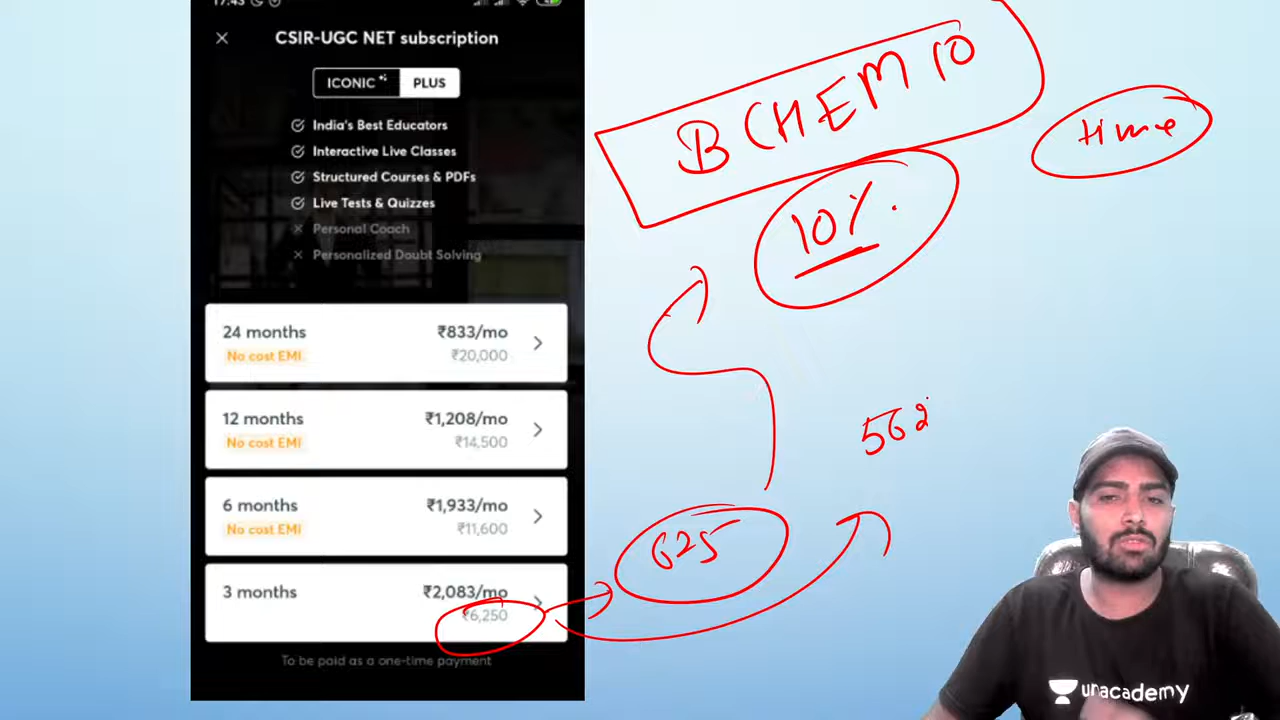 17:43
CSIR-UGC NET subscription
ICONIC PLUS
India's Best Educators
Interactive Live Classes
Structured Courses & PDFs
Live Tests & Quizzes
Personal Coach
Personalized Doubt Solving
24 months ₹833/mo
No cost EMI ₹20,000
12 months ₹1,208/mo
No cost EMI ₹14,500
6 months ₹1,933/mo
No cost EMI ₹11,600
3 months ₹2,083/mo
₹6,250
To be paid as a one-time payment
BCHEM10
10%.
562
625
unacademy